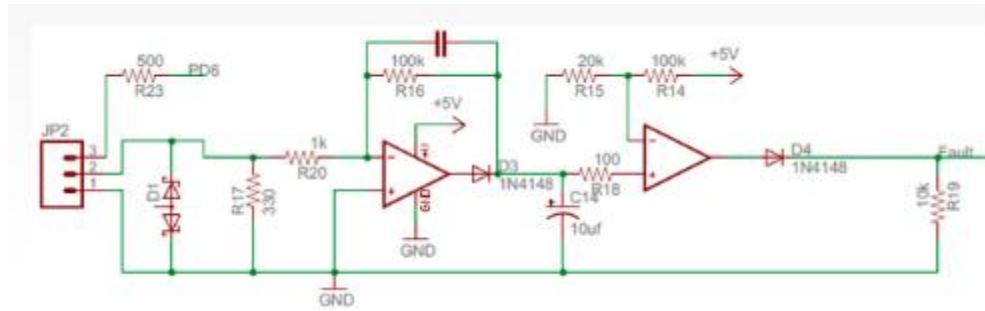 500
PD6
R23
JP2
3
2
1
D1
R17
330
1k
R20
100k
R16
+5V
GND
GND
GND
D3
1N4148
C14
10uf
100
R18
20k
R15
100k
R14
+5V
GND
D4
1N4148
Fault
10k
R19